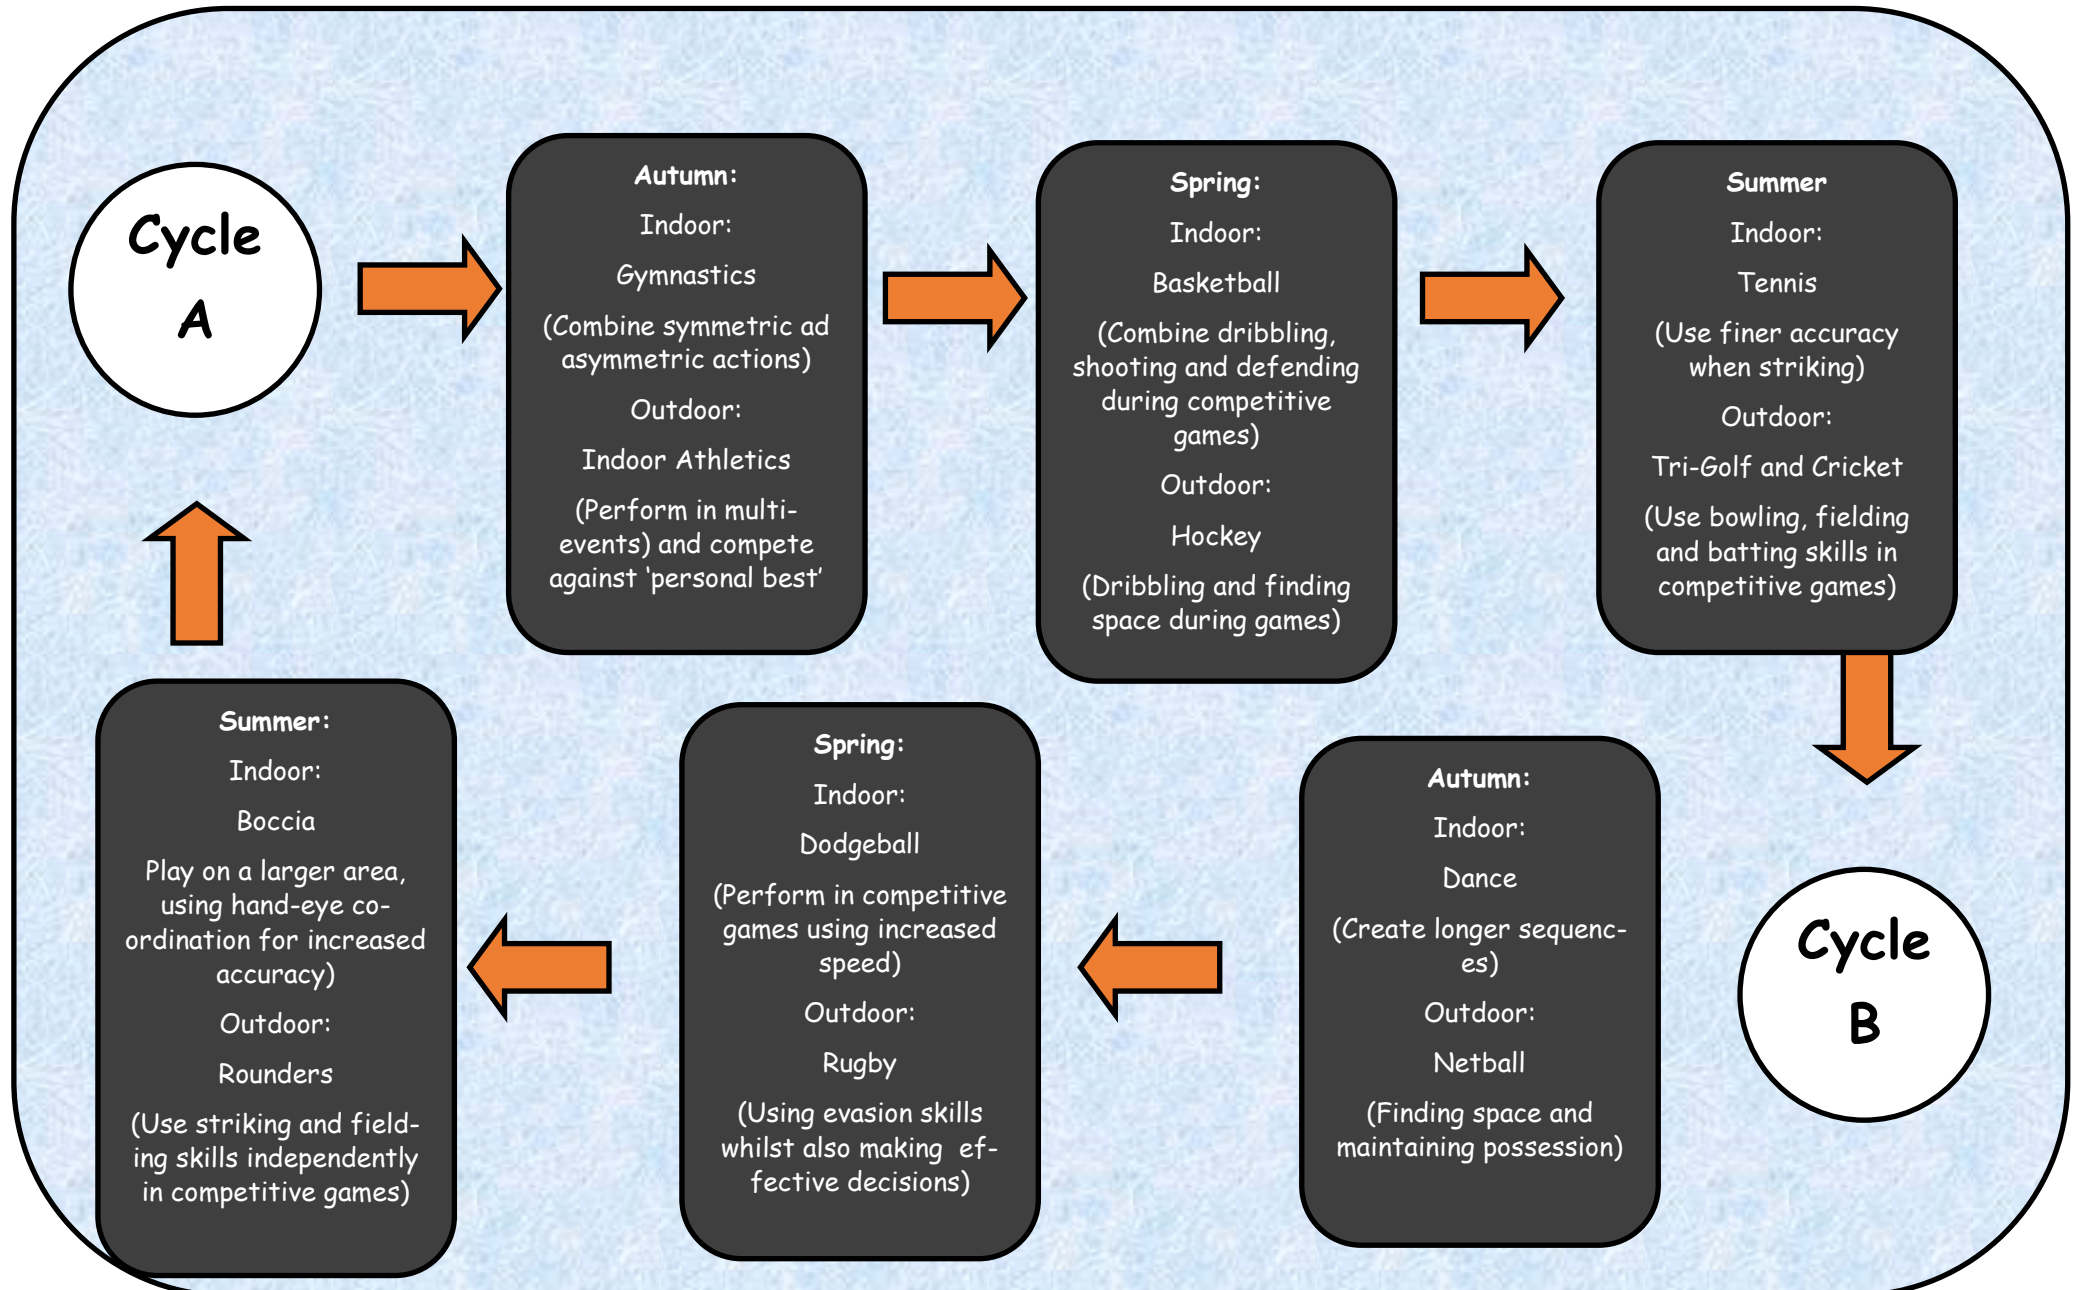 Cycle
A
Autumn:
Indoor:
Gymnastics
(Combine symmetric ad
asymmetric actions)
Outdoor:
Indoor Athletics
(Perform in multi-
events) and compete
against ‘personal best’
Spring:
Indoor:
Basketball
(Combine dribbling,
shooting and defending
during competitive
games)
Outdoor:
Hockey
(Dribbling and finding
space during games)
Summer
Indoor:
Tennis
(Use finer accuracy
when striking)
Outdoor:
Tri-Golf and Cricket
(Use bowling, fielding
and batting skills in
competitive games)
Cycle
B
Autumn:
Indoor:
Dance
(Create longer sequenc-
es)
Outdoor:
Netball
(Finding space and
maintaining possession)
Spring:
Indoor:
Dodgeball
(Perform in competitive
games using increased
speed)
Outdoor:
Rugby
(Using evasion skills
whilst also making  ef-
fective decisions)
Summer:
Indoor:
Boccia
Play on a larger area,
using hand-eye co-
ordination for increased
accuracy)
Outdoor:
Rounders
(Use striking and field-
ing skills independently
in competitive games)